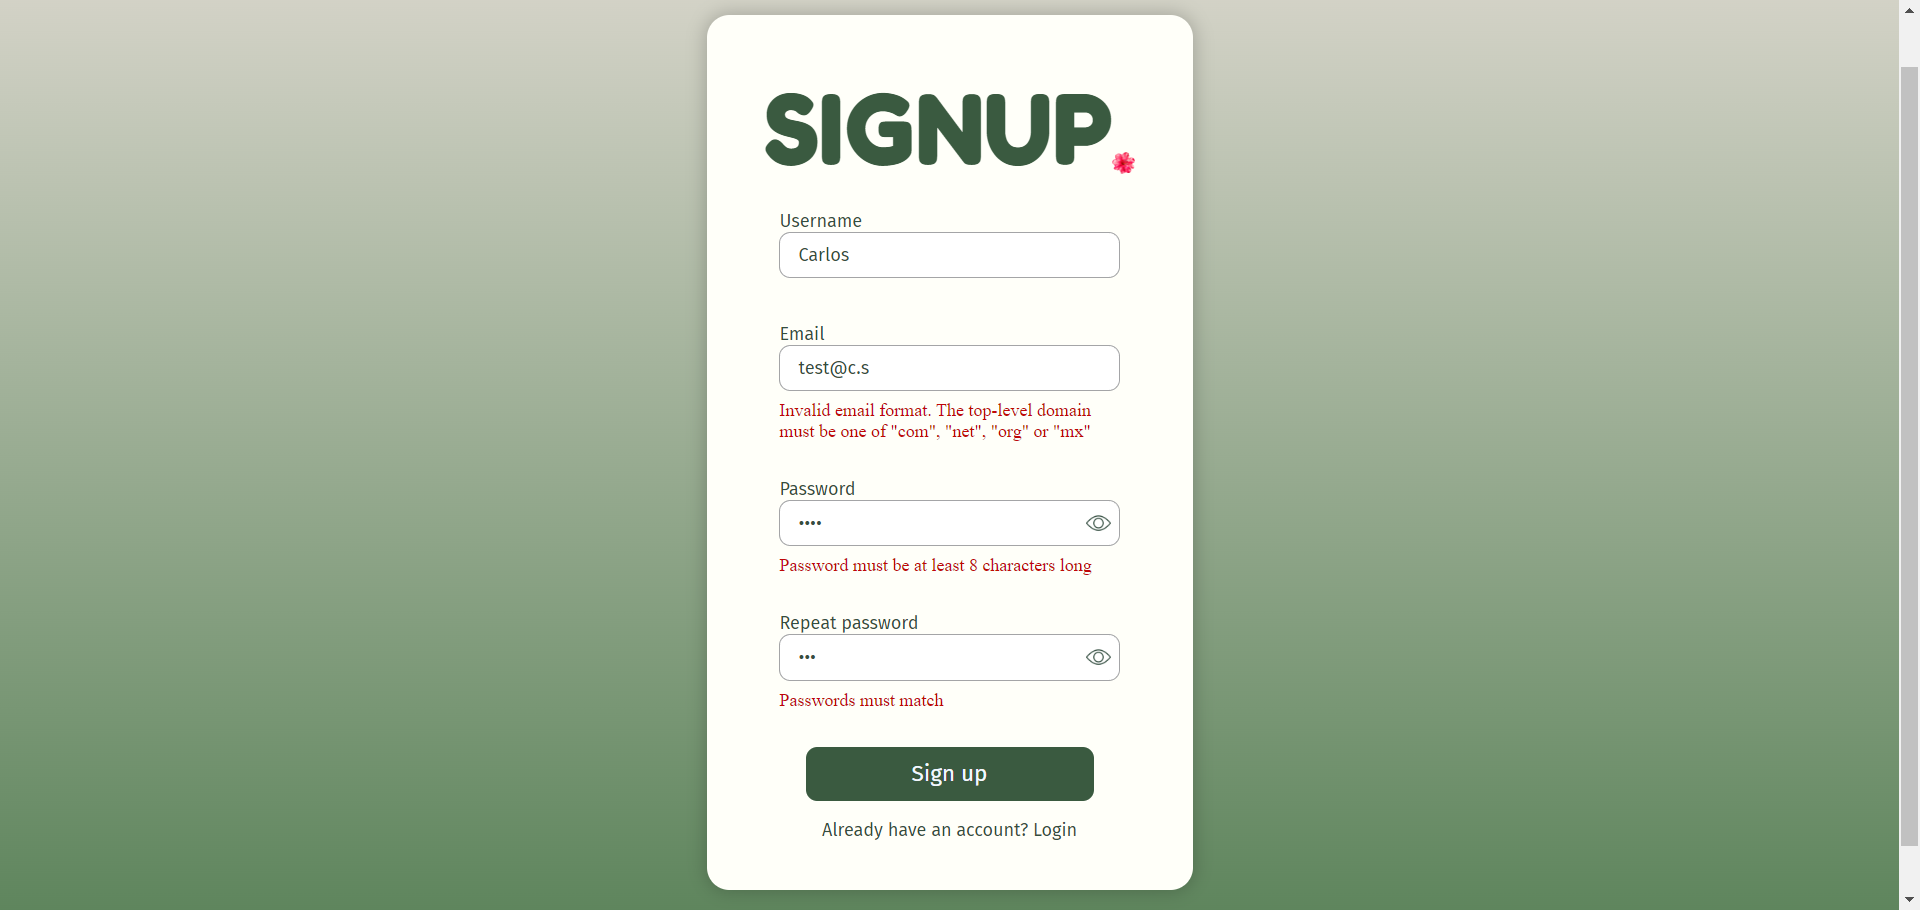 SIGNUP
Username
Carlos
Email
test@c.s
Invalid email format. The top-level domain
must be one of "com", "net", "org" or "mx"
Password
••••
Password must be at least 8 characters long
Repeat password
•••
Passwords must match
Sign up
Already have an account? Login